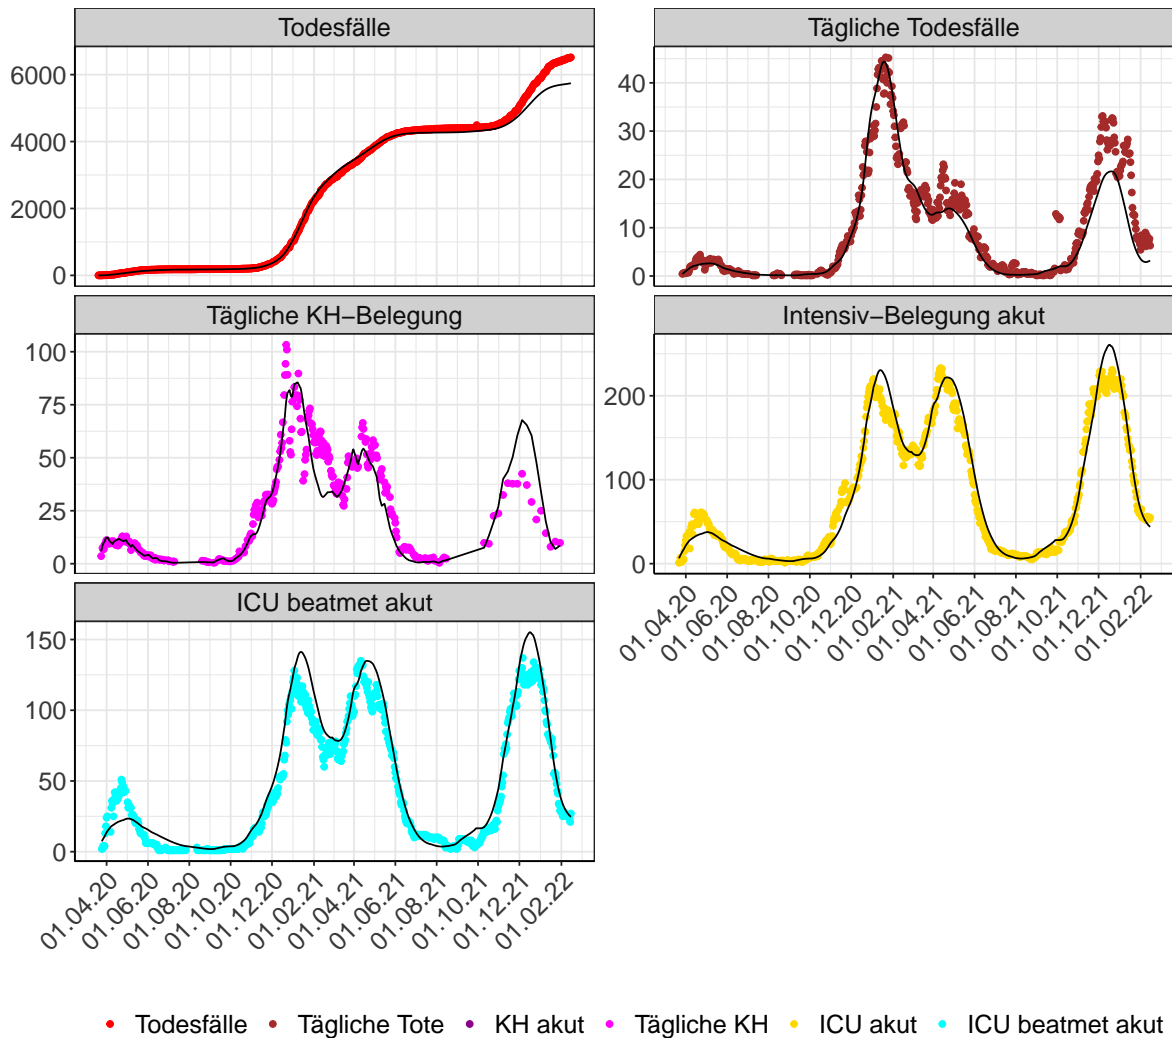 Todesfälle
6000
4000
2000
0
Tägliche Todesfälle
40
30
20
10
0
Tägliche KH−Belegung
100
75
50
25
0
Intensiv−Belegung akut
200
100
0
01.04.20 01.06.20 01.08.20 01.10.20 01.12.20 01.02.21 01.04.21 01.06.21 01.08.21 01.10.21 01.12.21 01.02.22
ICU beatmet akut
150
100
50
0
01.04.20 01.06.20 01.08.20 01.10.20 01.12.20 01.02.21 01.04.21 01.06.21 01.08.21 01.10.21 01.12.21 01.02.22
Todesfälle Tägliche Tote KH akut Tägliche KH ICU akut ICU beatmet akut